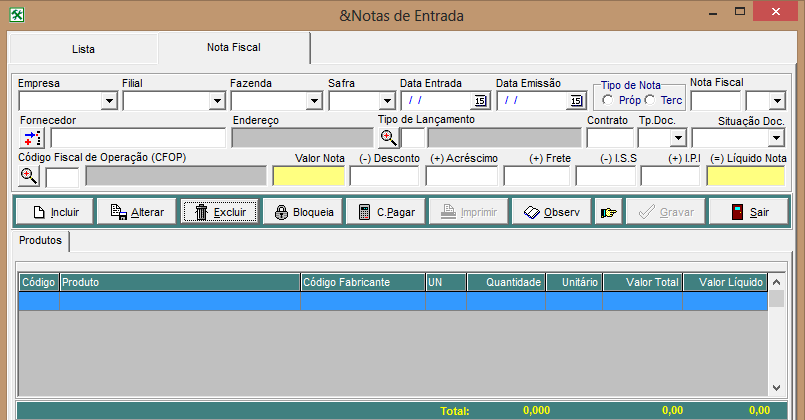 &Notas de Entrada
Lista
Nota Fiscal
Empresa
Filial
Fazenda
Safra
Data Entrada
Data Emissão
Tipo de Nota
Nota Fiscal
/ /
15
/ /
15
Próp
Terc
Fornecedor
Endereço
Tipo de Lançamento
Contrato
Tp.Doc.
Situação Doc.
Código Fiscal de Operação (CFOP)
Valor Nota
(-) Desconto
(+) Acréscimo
(+) Frete
(-) I.S.S
(+) I.P.I
(=) Líquido Nota
Incluir
Alterar
Excluir
Bloqueia
C.Pagar
Imprimir
Observ
Gravar
Sair
Produtos
Código
Produto
Código Fabricante
UN
Quantidade
Unitário
Valor Total
Valor Líquido
Total:
0,000
0,00
0,00